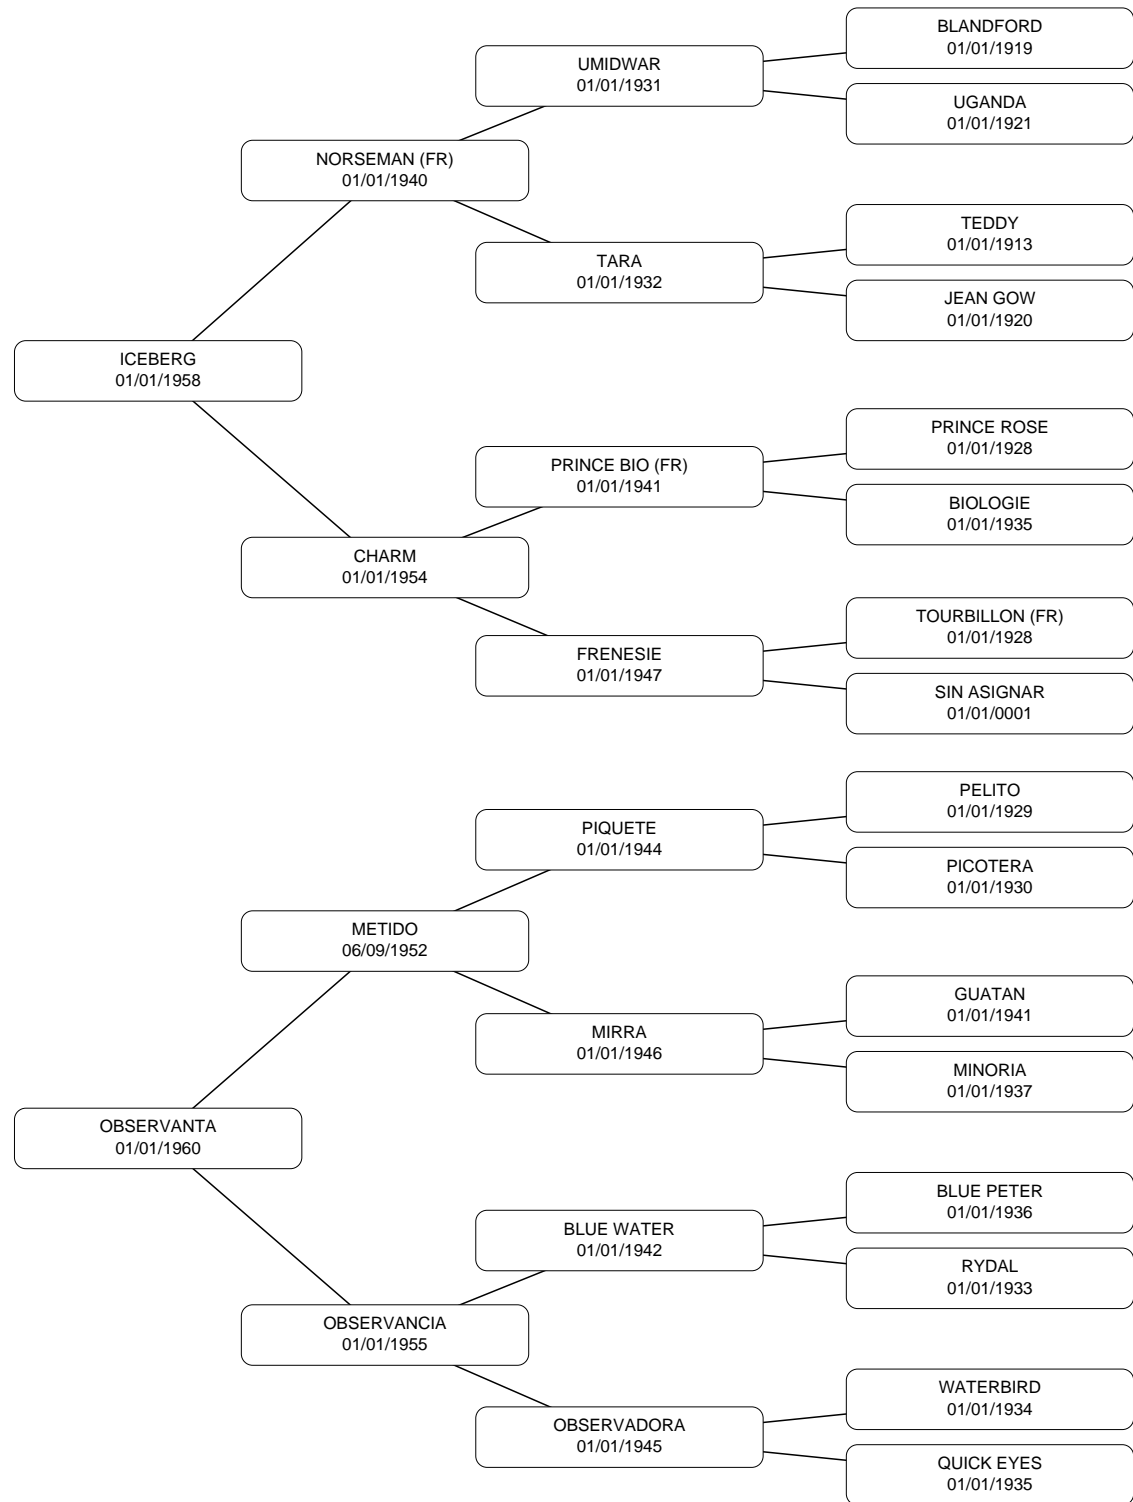 BLANDFORD
01/01/1919
UMIDWAR
01/01/1931
UGANDA
01/01/1921
NORSEMAN (FR)
01/01/1940
TEDDY
01/01/1913
TARA
01/01/1932
JEAN GOW
01/01/1920
ICEBERG
01/01/1958
PRINCE ROSE
01/01/1928
PRINCE BIO (FR)
01/01/1941
BIOLOGIE
01/01/1935
CHARM
01/01/1954
TOURBILLON (FR)
01/01/1928
FRENESIE
01/01/1947
SIN ASIGNAR
01/01/0001
PELITO
01/01/1929
PIQUETE
01/01/1944
PICOTERA
01/01/1930
METIDO
06/09/1952
GUATAN
01/01/1941
MIRRA
01/01/1946
MINORIA
01/01/1937
OBSERVANTA
01/01/1960
BLUE PETER
01/01/1936
BLUE WATER
01/01/1942
RYDAL
01/01/1933
OBSERVANCIA
01/01/1955
WATERBIRD
01/01/1934
OBSERVADORA
01/01/1945
QUICK EYES
01/01/1935